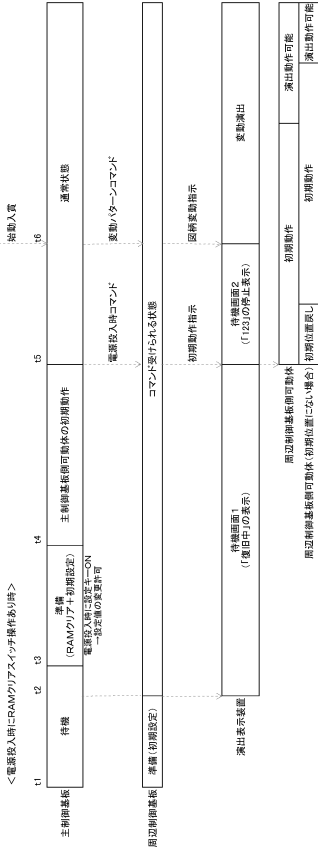 ＜電源投入時にRAMクリアスイッチ操作あり時＞
始動入賞
t1
t2
t3
t4
t5
t6
主制御基板
待機
準備
（RAMクリア＋初期設定）
主制御基板側可動体の初期動作
通常状態
電源投入時に設定キーON
→設定値の変更許可
電源投入時コマンド
変動パターンコマンド
周辺制御基板
準備（初期設定）
コマンド受けられる状態
初期動作指示
図柄変動指示
演出表示装置
待機画面1
（「復旧中」の表示）
待機画面2
（「123」の停止表示）
変動演出
周辺制御基板側可動体
初期動作
演出動作可能
周辺制御基板側可動体（初期位置にない場合）
初期位置戻し
初期動作
演出動作可能